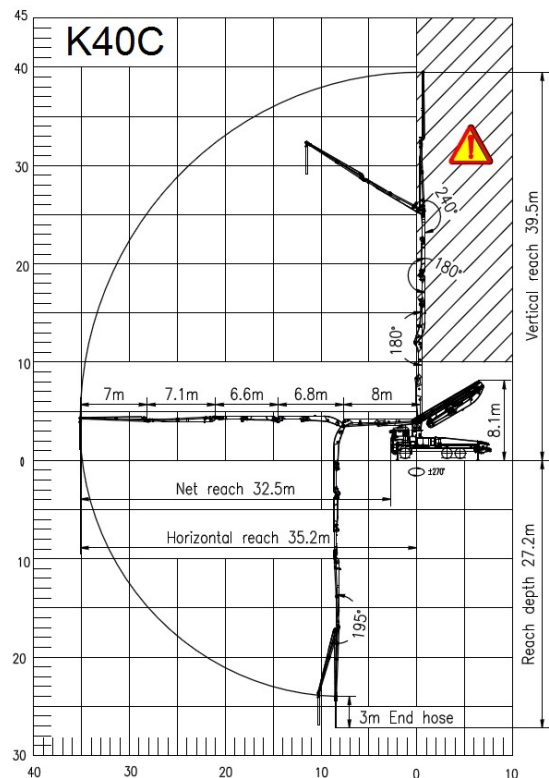 K40C
45
40
30
20
10
0
10
20
30
40
30
20
10
0
10
240°
180°
180°
Vertical reach 39.5m
7m
7.1m
6.6m
6.8m
8m
8.1m
±270°
Net reach 32.5m
Horizontal reach 35.2m
Reach depth 27.2m
195°
3m End hose